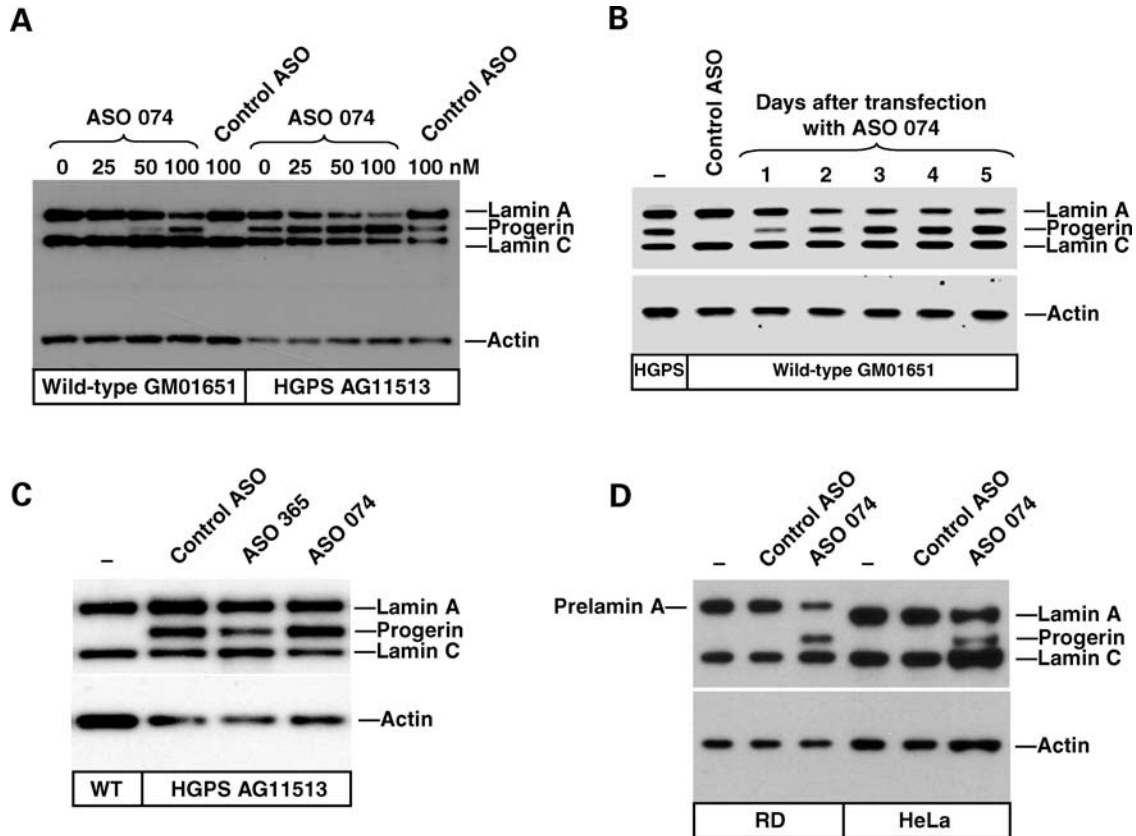 A
ASO 074
Control ASO
ASO 074
Control ASO
0 25 50 100 100 0 25 50 100 100 nM
Lamin A
Progerin
Lamin C
Actin
Wild-type GM01651
HGPS AG11513
B
Control ASO
Days after transfection
with ASO 074
– 1 2 3 4 5
Lamin A
Progerin
Lamin C
Actin
HGPS
Wild-type GM01651
C
– Control ASO ASO 365 ASO 074
Lamin A
Progerin
Lamin C
Actin
WT
HGPS AG11513
D
– Control ASO ASO 074 – Control ASO ASO 074
Prelamin A
Lamin A
Progerin
Lamin C
Actin
RD
HeLa